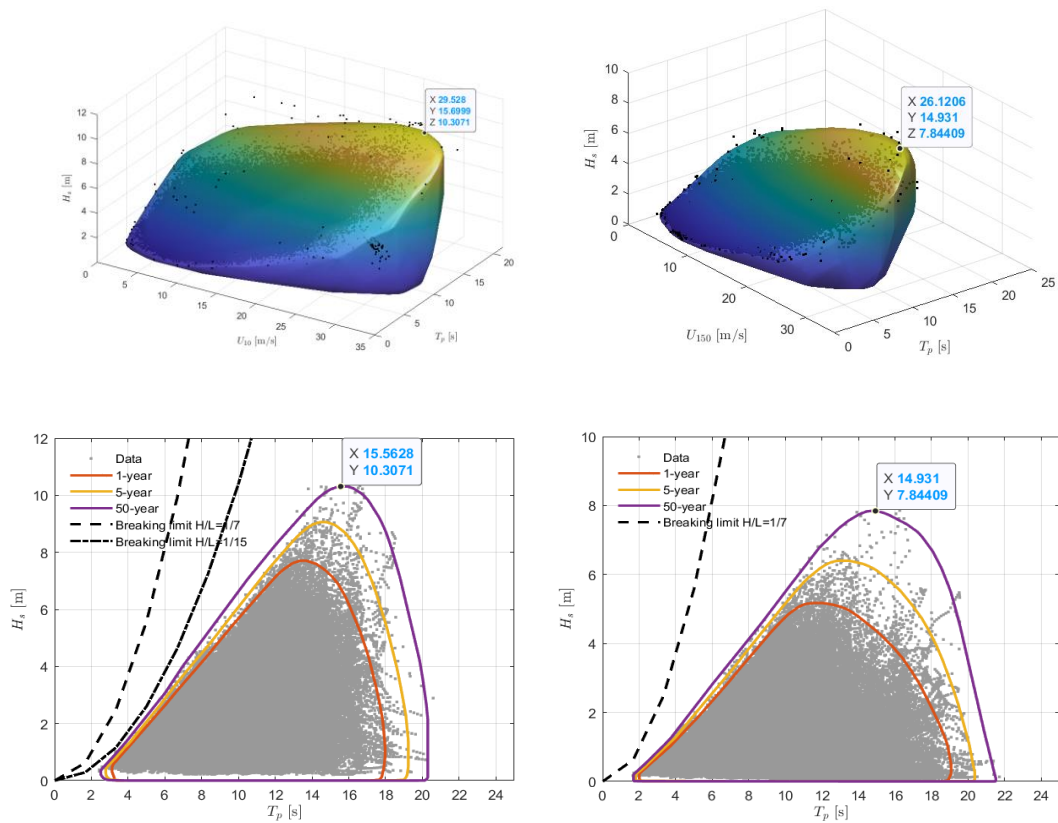 12
10
8
6
4
2
H_s [m]
X 29.528
Y 15.6999
Z 10.3071
0
5
10
15
20
25
30
35
U_10 [m/s]
0
5
10
15
20
T_p [s]
10
8
6
4
2
0
H_s [m]
X 26.1206
Y 14.931
Z 7.84409
0
10
20
30
U_150 [m/s]
0
5
10
15
20
25
T_p [s]
12
10
8
6
4
2
0
H_s [m]
Data
1-year
5-year
50-year
Breaking limit H/L=1/7
Breaking limit H/L=1/15
X 15.5628
Y 10.3071
0 2 4 6 8 10 12 14 16 18 20 22 24
T_p [s]
10
8
6
4
2
0
H_s [m]
Data
1-year
5-year
50-year
Breaking limit H/L=1/7
X 14.931
Y 7.84409
0 2 4 6 8 10 12 14 16 18 20 22 24
T_p [s]